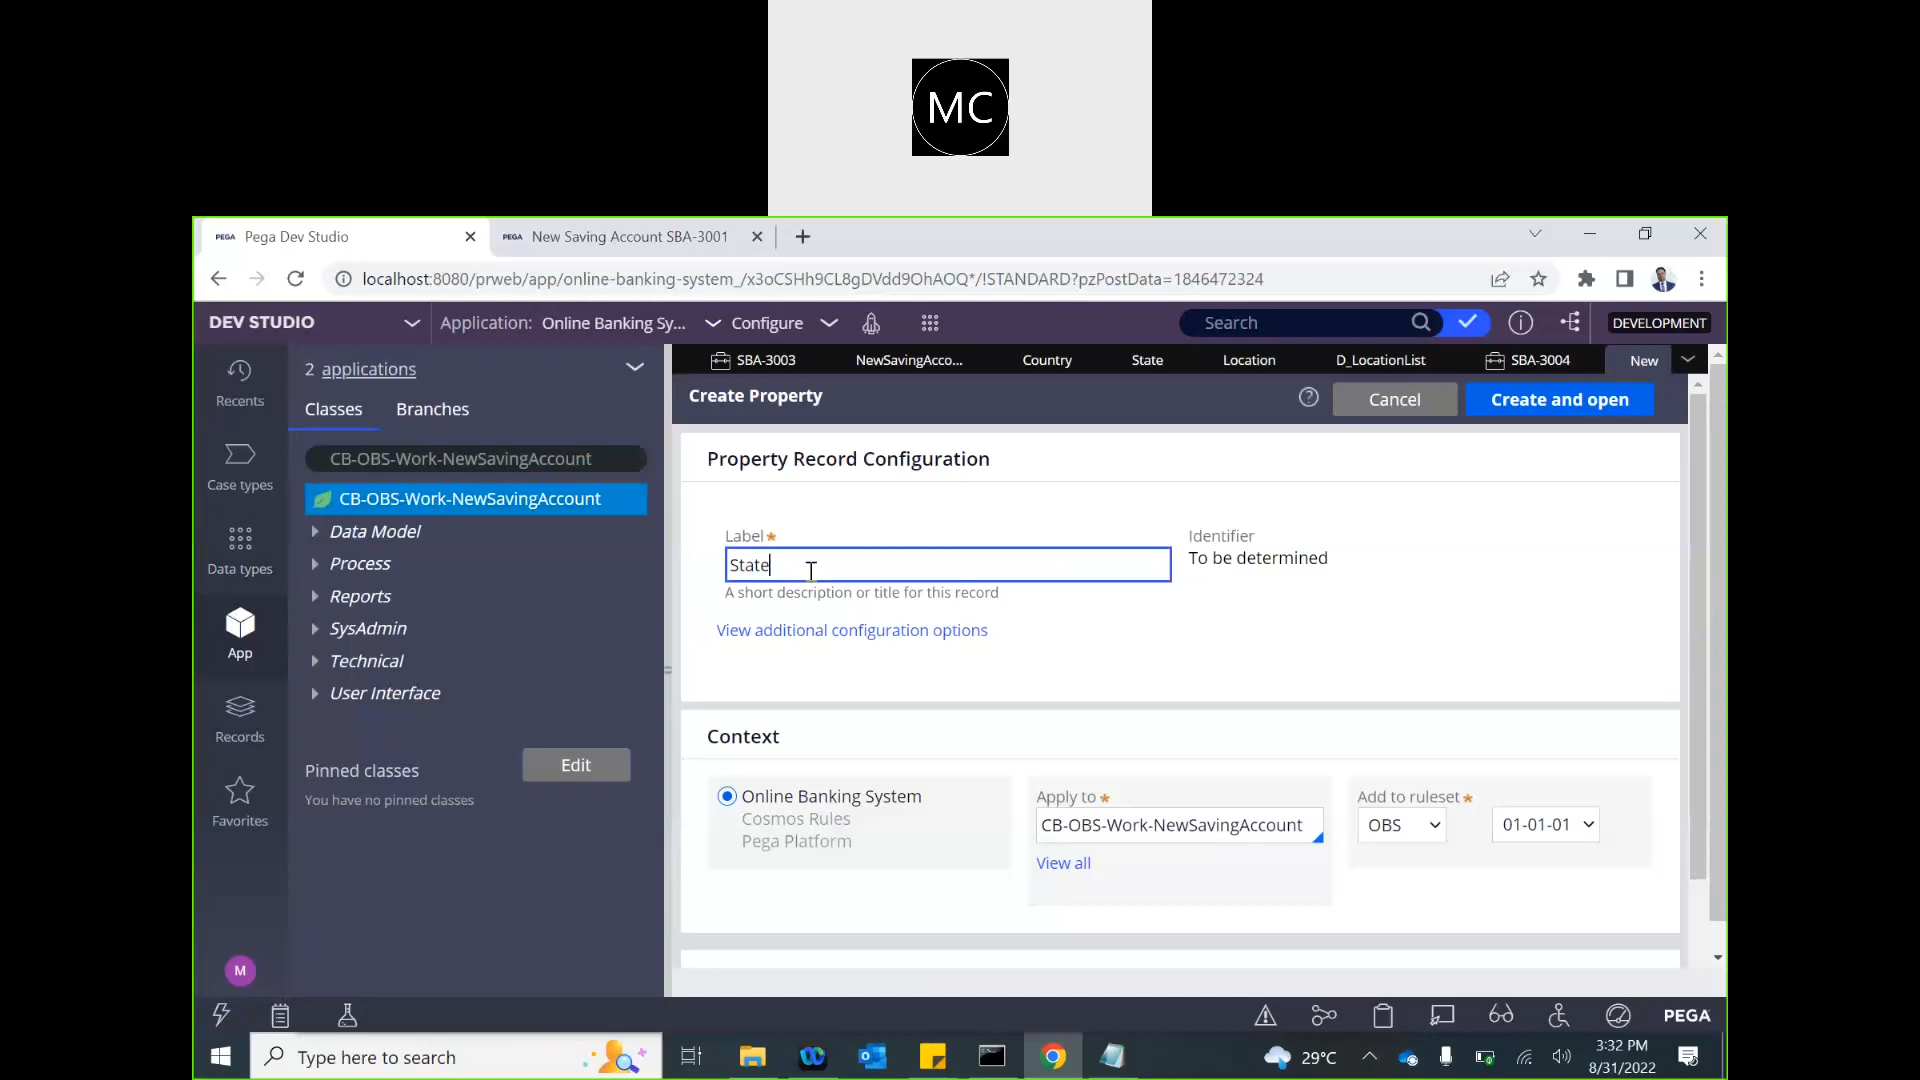 MC
PEGA Pega Dev Studio
PEGA New Saving Account SBA-3001
localhost:8080/prweb/app/online-banking-system_/x3oCSHh9CL8gDVdd9OhAOQ*/!STANDARD?pzPostData=1846472324
DEV STUDIO
Application: Online Banking Sy...
Configure
Search
DEVELOPMENT
SBA-3003
NewSavingAcco...
Country
State
Location
D_LocationList
SBA-3004
New
Recents
Case types
Data types
App
Records
Favorites
M
2 applications
Classes
Branches
CB-OBS-Work-NewSavingAccount
CB-OBS-Work-NewSavingAccount
Data Model
Process
Reports
SysAdmin
Technical
User Interface
Pinned classes
Edit
You have no pinned classes
Create Property
Cancel
Create and open
Property Record Configuration
Label*
State
A short description or title for this record
Identifier
To be determined
View additional configuration options
Context
Online Banking System
Cosmos Rules
Pega Platform
Apply to *
CB-OBS-Work-NewSavingAccount
View all
Add to ruleset*
OBS
01-01-01
PEGA
Type here to search
29°C
3:32 PM
8/31/2022